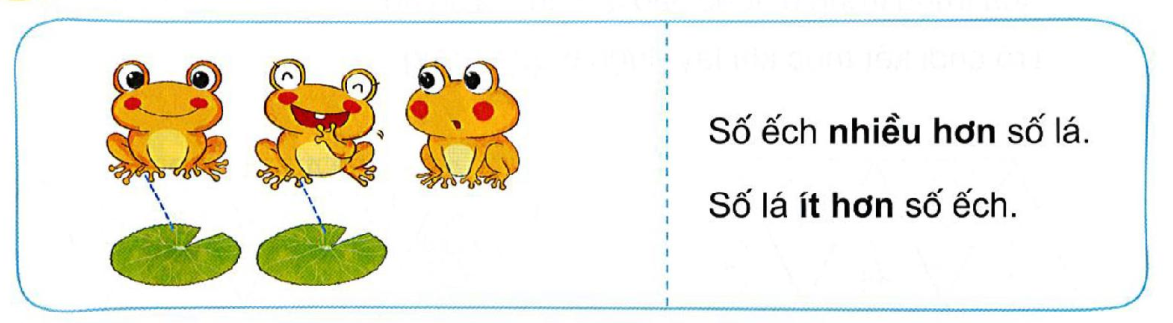 Số ếch nhiều hơn số lá.
Số lá ít hơn số ếch.